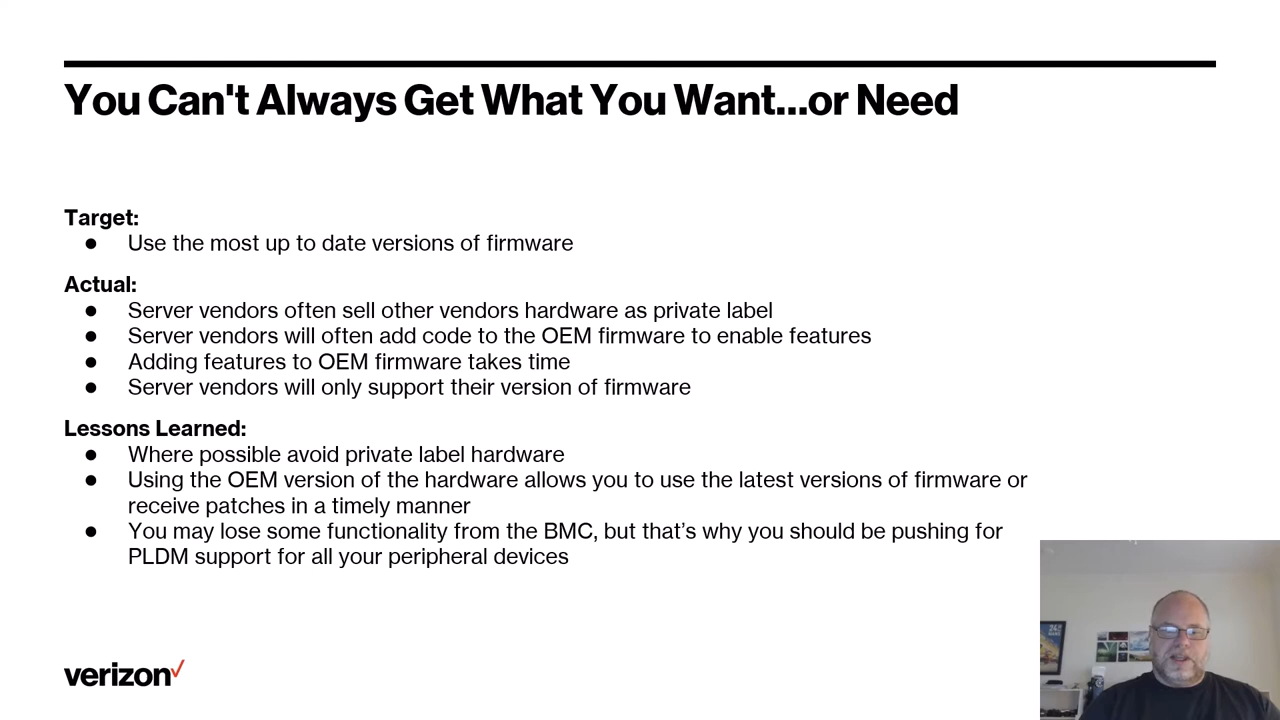 You Can't Always Get What You Want...or Need
Target:
● Use the most up to date versions of firmware
Actual:
● Server vendors often sell other vendors hardware as private label
● Server vendors will often add code to the OEM firmware to enable features
● Adding features to OEM firmware takes time
● Server vendors will only support their version of firmware
Lessons Learned:
● Where possible avoid private label hardware
● Using the OEM version of the hardware allows you to use the latest versions of firmware or
receive patches in a timely manner
● You may lose some functionality from the BMC, but that’s why you should be pushing for
PLDM support for all your peripheral devices
verizon